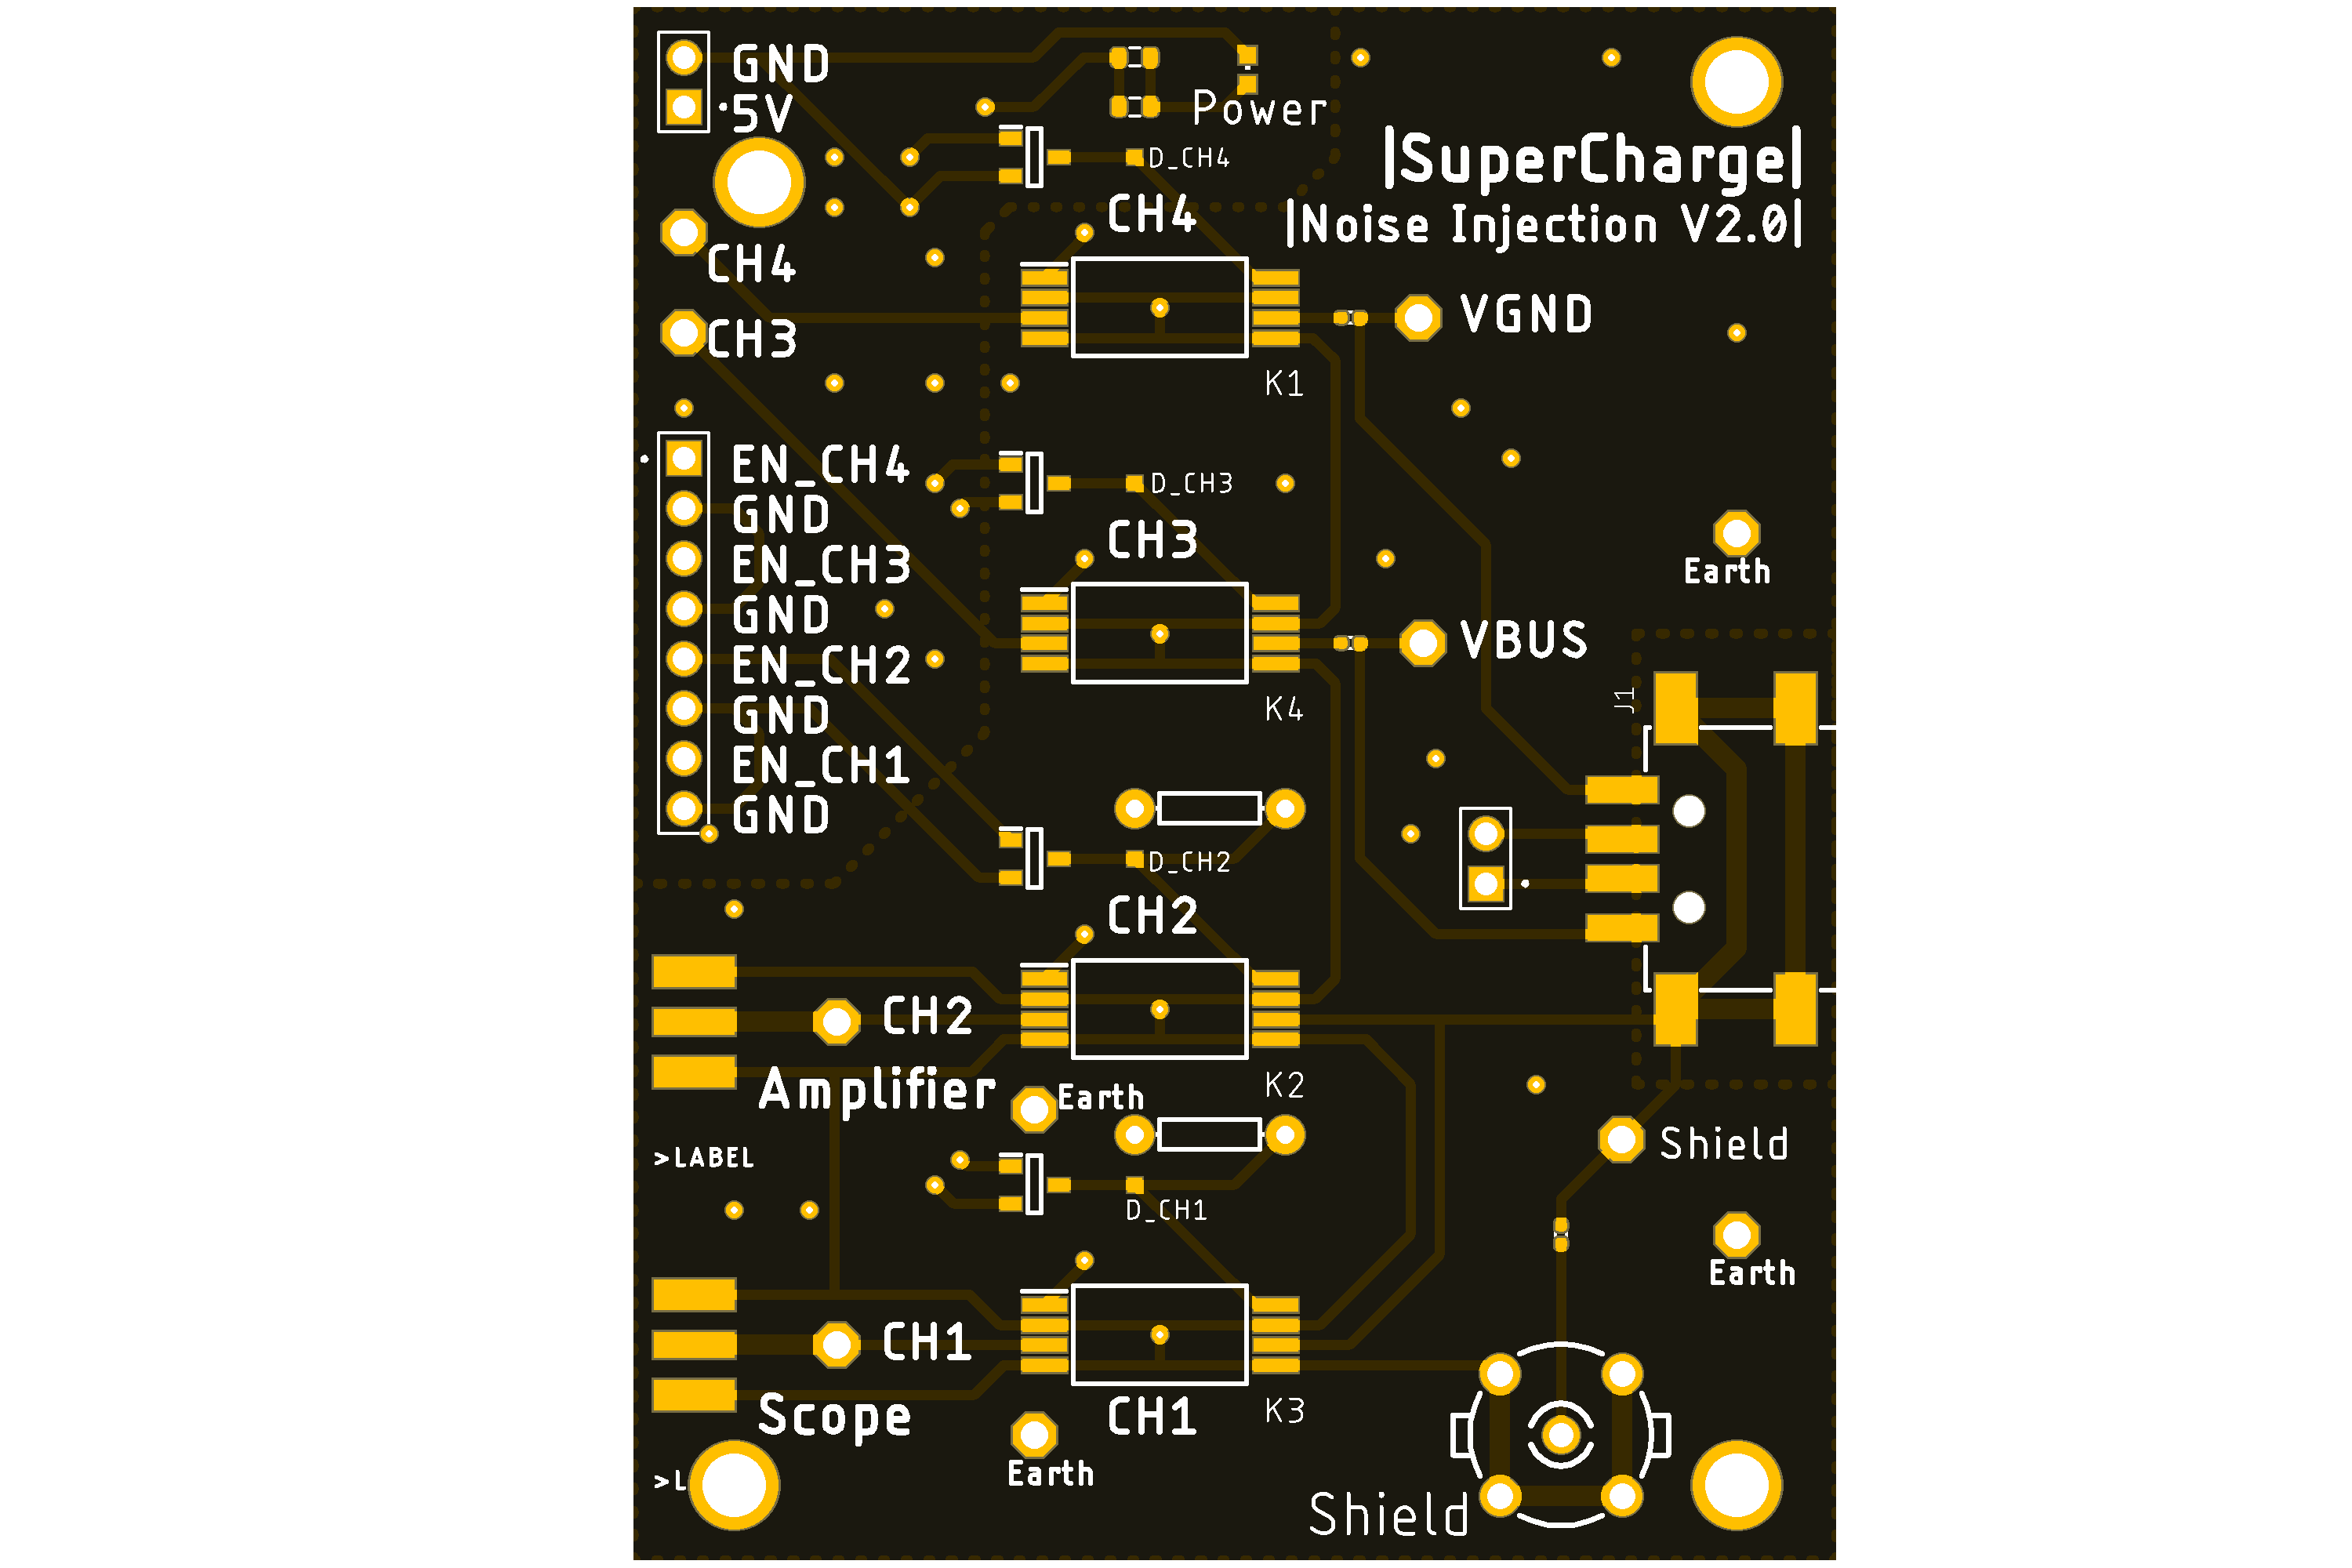 GND
5V
Power
|SuperCharge|
|Noise Injection V2.0|
D_CH4
CH4
CH4
CH3
VGND
K1
EN_CH4
GND
EN_CH3
GND
EN_CH2
GND
EN_CH1
GND
D_CH3
CH3
Earth
VBUS
K4
J1
D_CH2
CH2
CH2
Amplifier
Earth
K2
>LABEL
Shield
D_CH1
Earth
CH1
Scope
CH1
K3
Earth
>L
Shield